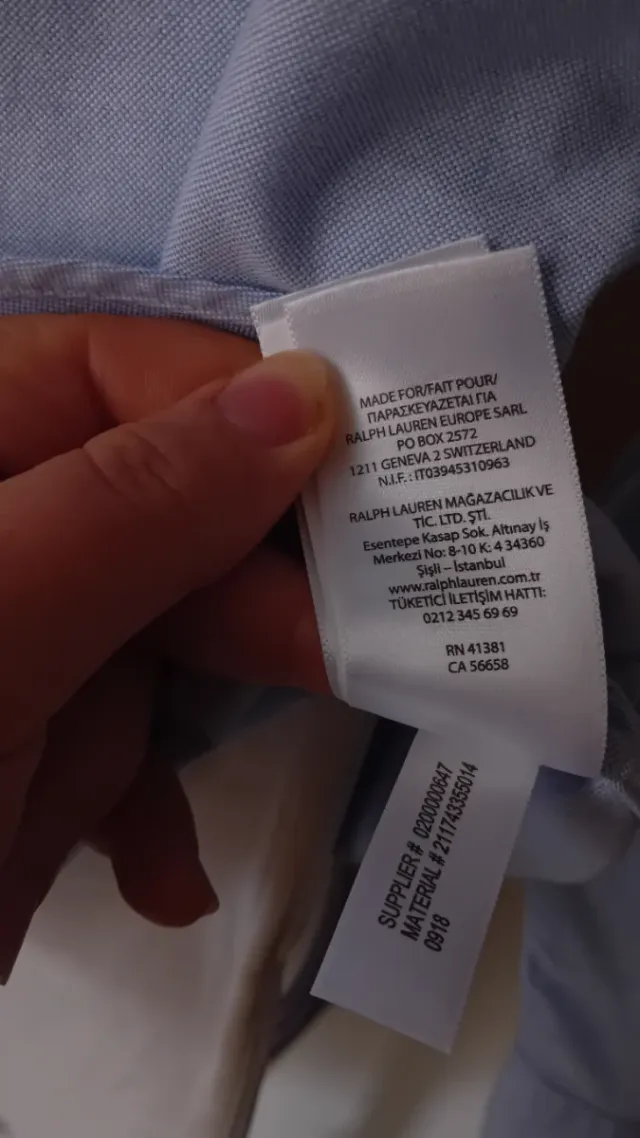 MADE FOR/FAIT POUR/
ΠΑΡΑΣΚΕΥΑΖΕΤΑΙ ΓΙΑ
RALPH LAUREN EUROPE SARL
PO BOX 2572
1211 GENEVA 2 SWITZERLAND
N.I.F. : IT03945310963
RALPH LAUREN MAĞAZACILIK VE
TİC. LTD. ŞTİ.
Esentepe Kasap Sok. Altınay İş
Merkezi No: 8-10 K: 4 34360
Şişli – İstanbul
www.ralphlauren.com.tr
TÜKETİCİ İLETİŞİM HATTI:
0212 345 69 69
RN 41381
CA 56658
SUPPLIER # 0200000647
MATERIAL # 211743355014
0918